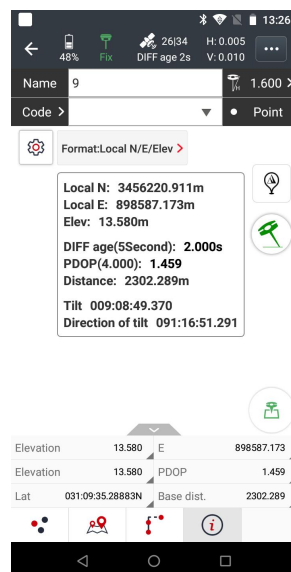 13:26
26|34 H: 0.005
48% Fix DIFF age 2s V: 0.010
Name 9 1.600
Code Point
Format:Local N/E/Elev
Local N: 3456220.911m
Local E: 898587.173m
Elev: 13.580m
DIFF age(5Second): 2.000s
PDOP(4.000): 1.459
Distance: 2302.289m
Tilt 009:08:49.370
Direction of tilt 091:16:51.291
Elevation 13.580 E 898587.173
Elevation 13.580 PDOP 1.459
Lat 031:09:35.28883N Base dist. 2302.289